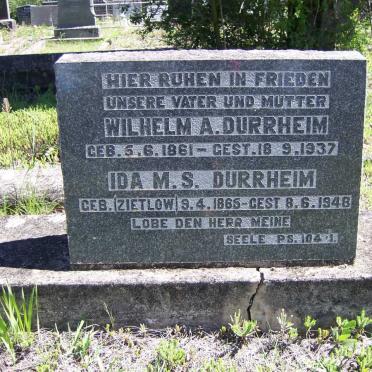 HIER RUHEN IN FRIEDEN
UNSERE VATER UND MUTTER
WILHELM A. DURRHEIM
GEB. 5.6.1861 – GEST. 18 9.1937
IDA M.S. DURRHEIM
GEB. (ZIETLOW) 9.4.1865-GEST 8.6.1948
LOBE DEN HERR MEINE
SEELE PS. 104.1